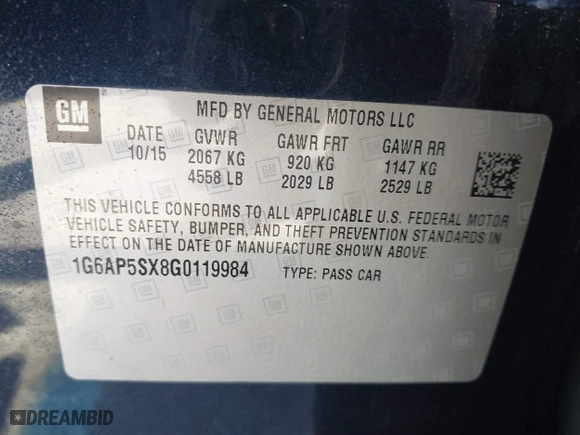 GM
MFD BY GENERAL MOTORS LLC
DATE GVWR GAWR FRT GAWR RR
10/15 2067 KG 920 KG 1147 KG
4558 LB 2029 LB 2529 LB
THIS VEHICLE CONFORMS TO ALL APPLICABLE U.S. FEDERAL MOTOR
VEHICLE SAFETY, BUMPER, AND THEFT PREVENTION STANDARDS IN
EFFECT ON THE DATE OF MANUFACTURE SHOWN ABOVE.
1G6AP5SX8G0119984 TYPE: PASS CAR
DREAMBID